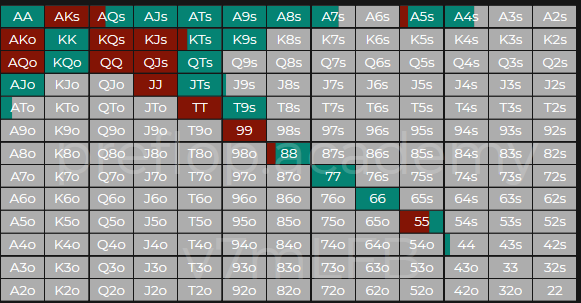 AA AKs AQs AJs ATs A9s A8s A7s A6s A5s A4s A3s A2s
AKo KK KQs KJs KTs K9s K8s K7s K6s K5s K4s K3s K2s
AQo KQo QQ QJs QTs Q9s Q8s Q7s Q6s Q5s Q4s Q3s Q2s
AJo KJo QJo JJ JTs J9s J8s J7s J6s J5s J4s J3s J2s
ATo KTo QTo JTo TT T9s T8s T7s T6s T5s T4s T3s T2s
A9o K9o Q9o J9o T9o 99 98s 97s 96s 95s 94s 93s 92s
A8o K8o Q8o J8o T8o 98o 88 87s 86s 85s 84s 83s 82s
preflop.academy
A7o K7o Q7o J7o T7o 97o 87o 77 76s 75s 74s 73s 72s
A6o K6o Q6o J6o T6o 96o 86o 76o 66 65s 64s 63s 62s
A5o K5o Q5o J5o T5o 95o 85o 75o 65o 55 54s 53s 52s
A4o K4o Q4o J4o T4o 94o 84o 74o 64o 54o 44 43s 42s
A3o K3o Q3o J3o T3o 93o 83o 73o 63o 53o 43o 33 32s
A2o K2o Q2o J2o T2o 92o 82o 72o 62o 52o 42o 32o 22